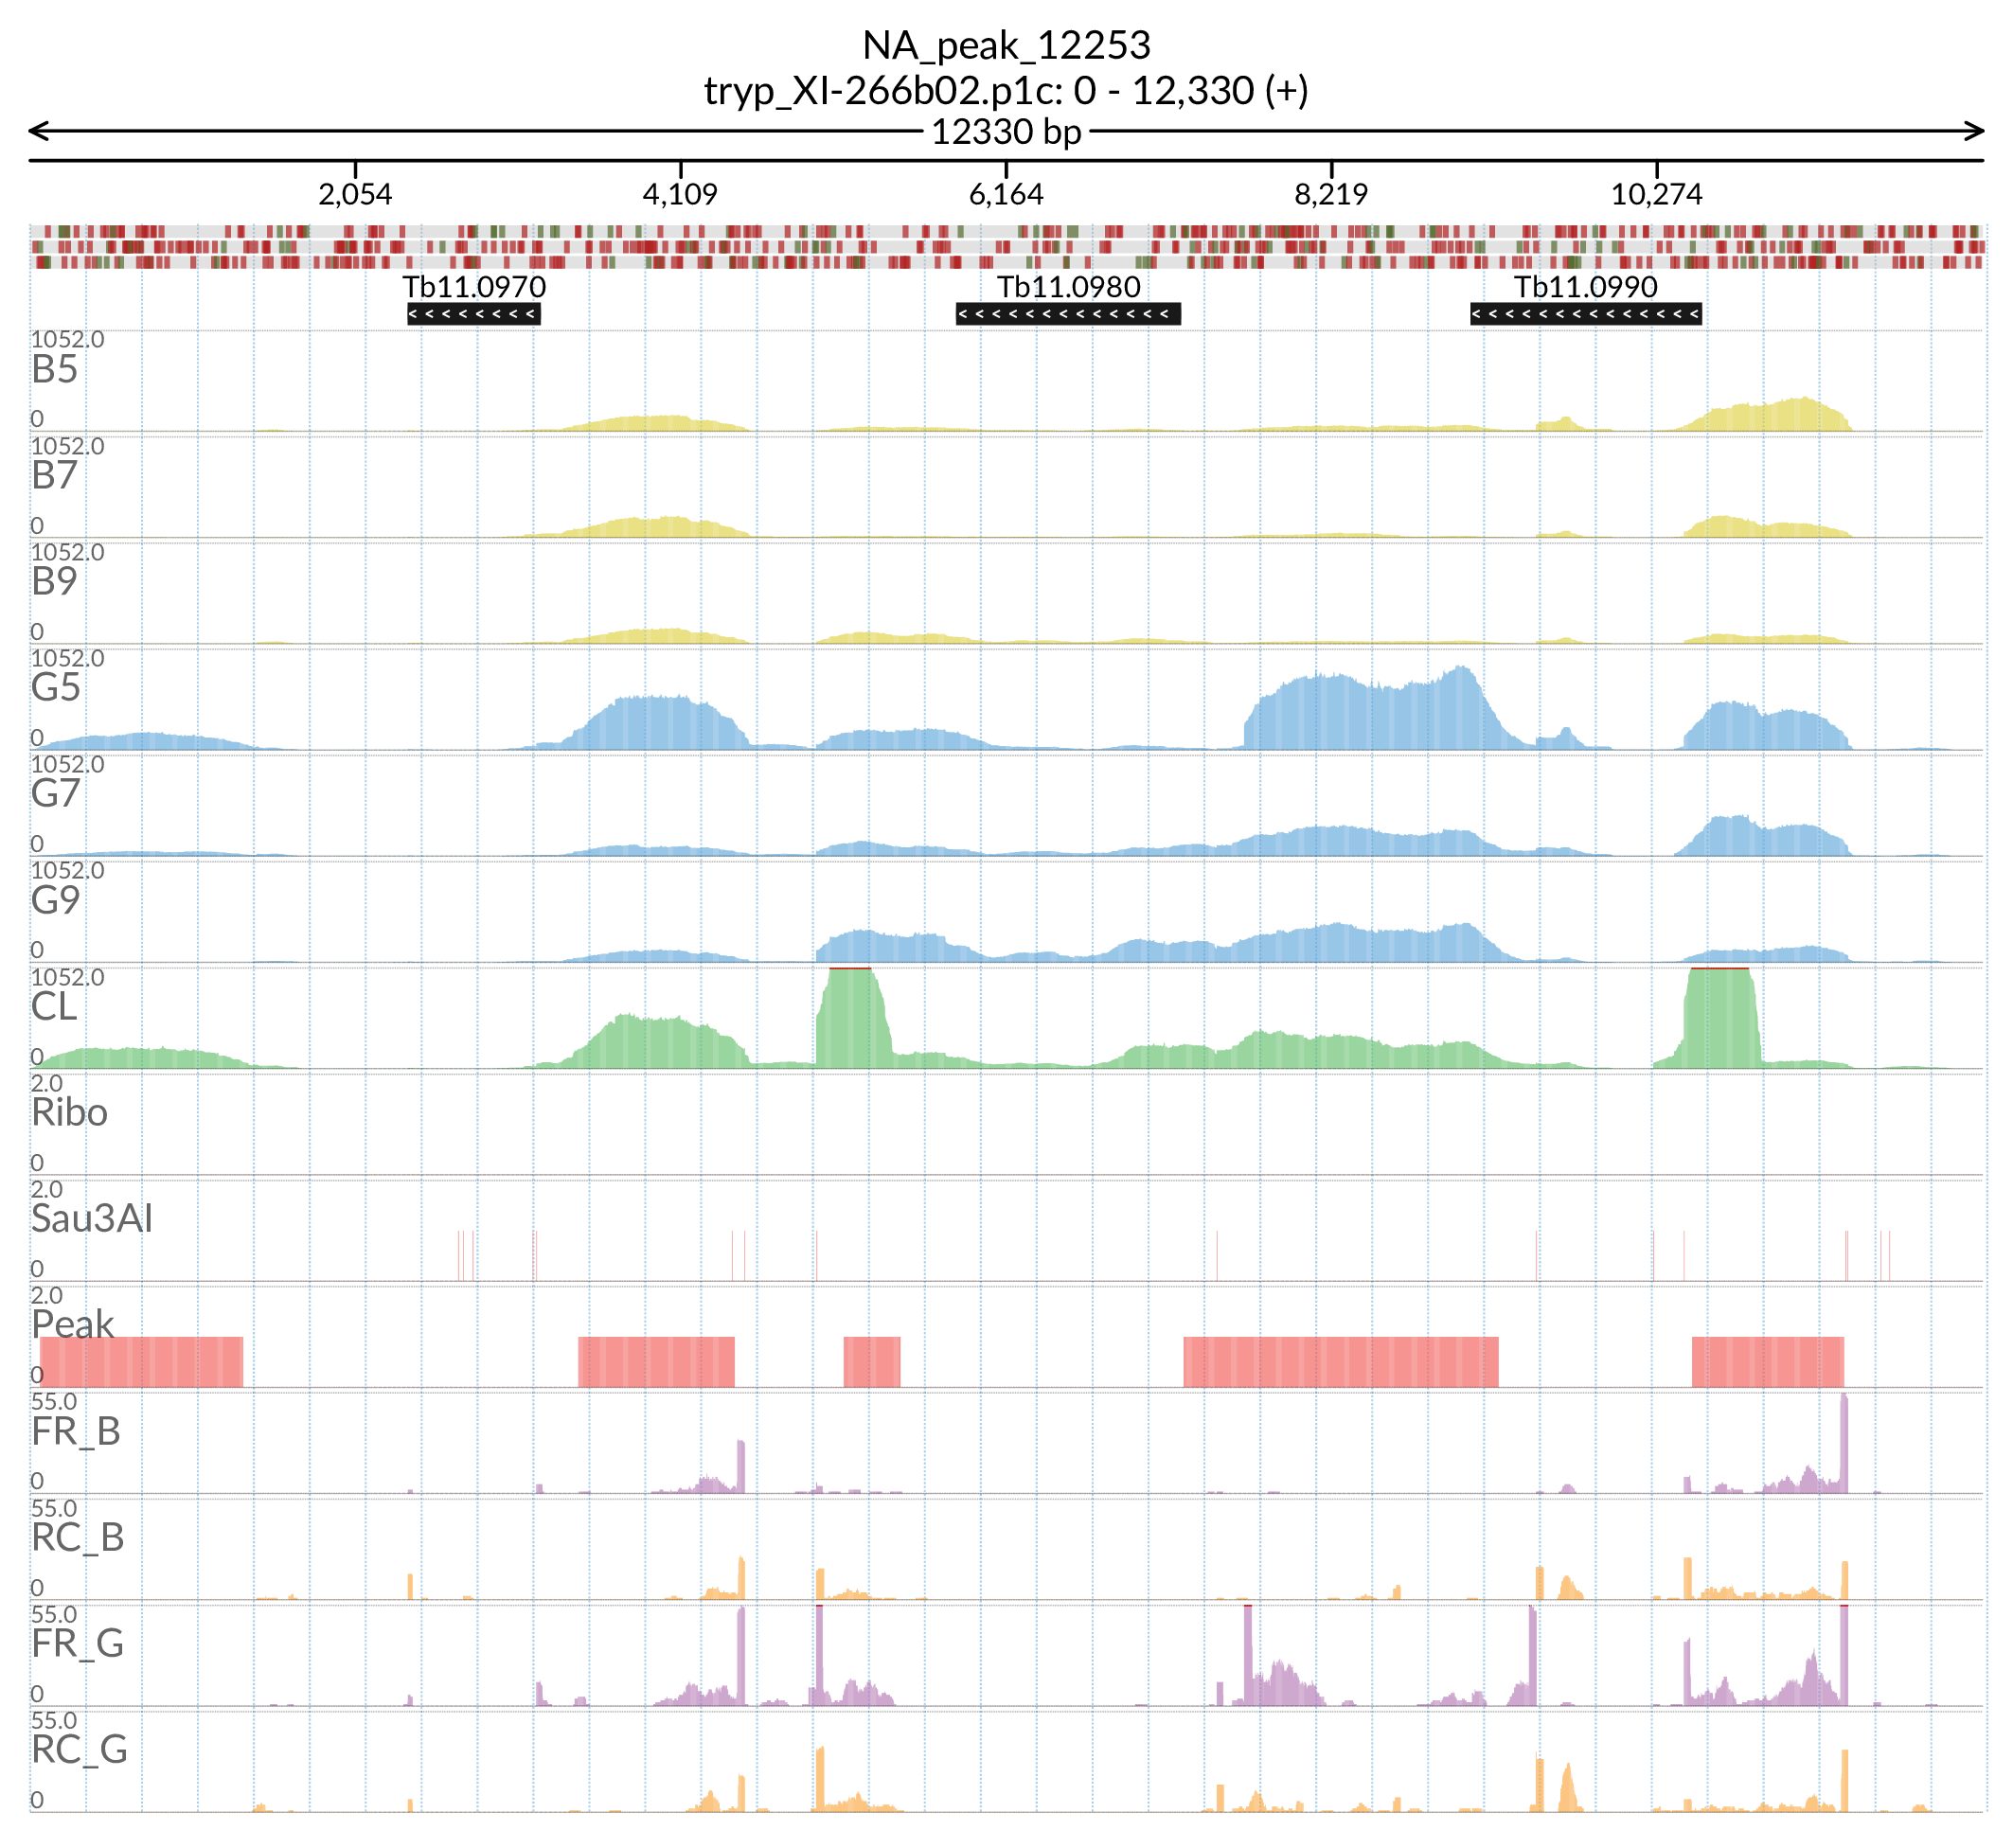 NA_peak_12253
tryp_XI-266b02.p1c: 0 - 12,330 (+)
12330 bp
2,054 4,109 6,164 8,219 10,274
Tb11.0970 Tb11.0980 Tb11.0990
1052.0
B5
0
1052.0
B7
0
1052.0
B9
0
1052.0
G5
0
1052.0
G7
0
1052.0
G9
0
1052.0
CL
0
2.0
Ribo
0
2.0
Sau3AI
0
2.0
Peak
0
55.0
FR_B
0
55.0
RC_B
0
55.0
FR_G
0
55.0
RC_G
0